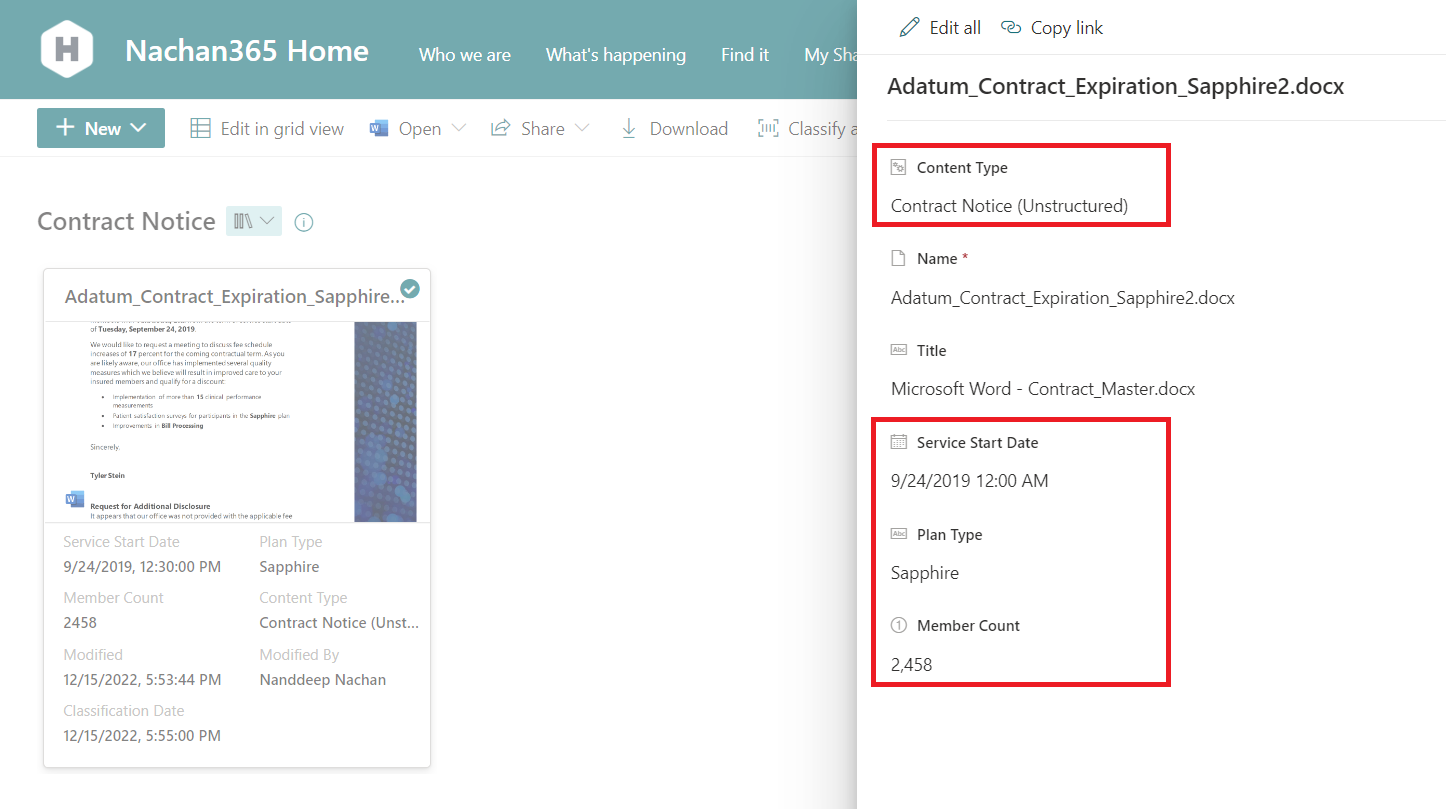 H
Nachan365 Home
Who we are
What's happening
Find it
My Sha
New
Edit in grid view
Open
Share
Download
Classify a
Contract Notice
Adatum_Contract_Expiration_Sapphire...
of Tuesday, September 24, 2019.
We would like to request a meeting to discuss fee schedule
increases of 17 percent for the coming contractual term. As you
are likely aware, our office has implemented several quality
measures which we believe will result in improved care to your
insured members and qualify for a discount:
• Implementation of more than 15 clinical performance
measurements
• Patient satisfaction surveys for participants in the Sapphire plan
• Improvements in Bill Processing
Sincerely,
Tyler Stein
W
Request for Additional Disclosure
It appears that our office was not provided with the applicable fee
Service Start Date
Plan Type
9/24/2019, 12:30:00 PM
Sapphire
Member Count
Content Type
2458
Contract Notice (Unst...
Modified
Modified By
12/15/2022, 5:53:44 PM
Nanddeep Nachan
Classification Date
12/15/2022, 5:55:00 PM
Edit all
Copy link
Adatum_Contract_Expiration_Sapphire2.docx
Content Type
Contract Notice (Unstructured)
Name *
Adatum_Contract_Expiration_Sapphire2.docx
Abc Title
Microsoft Word - Contract_Master.docx
Service Start Date
9/24/2019 12:00 AM
Abc Plan Type
Sapphire
1 Member Count
2,458